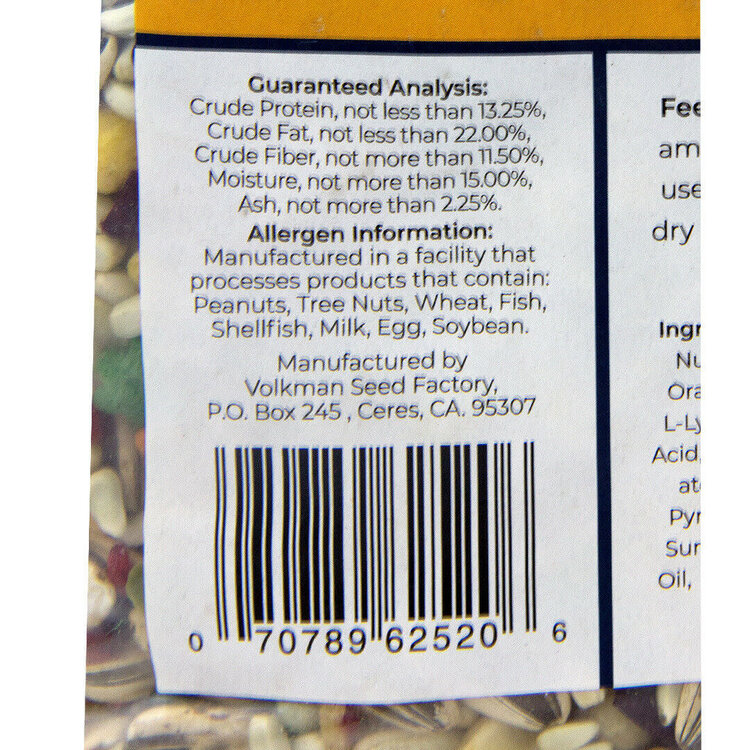 Guaranteed Analysis:
Crude Protein, not less than 13.25%,
Crude Fat, not less than 22.00%,
Crude Fiber, not more than 11.50%,
Moisture, not more than 15.00%,
Ash, not more than 2.25%.
Allergen Information:
Manufactured in a facility that
processes products that contain:
Peanuts, Tree Nuts, Wheat, Fish,
Shellfish, Milk, Egg, Soybean.
Manufactured by
Volkman Seed Factory,
P.O. Box 245 , Ceres, CA. 95307
0 70789 62520 6
Fee
am
use
dry
Ingr
Nu
Ora
L-Ly
Acid,
ato
Pyr
Sur
Oil,